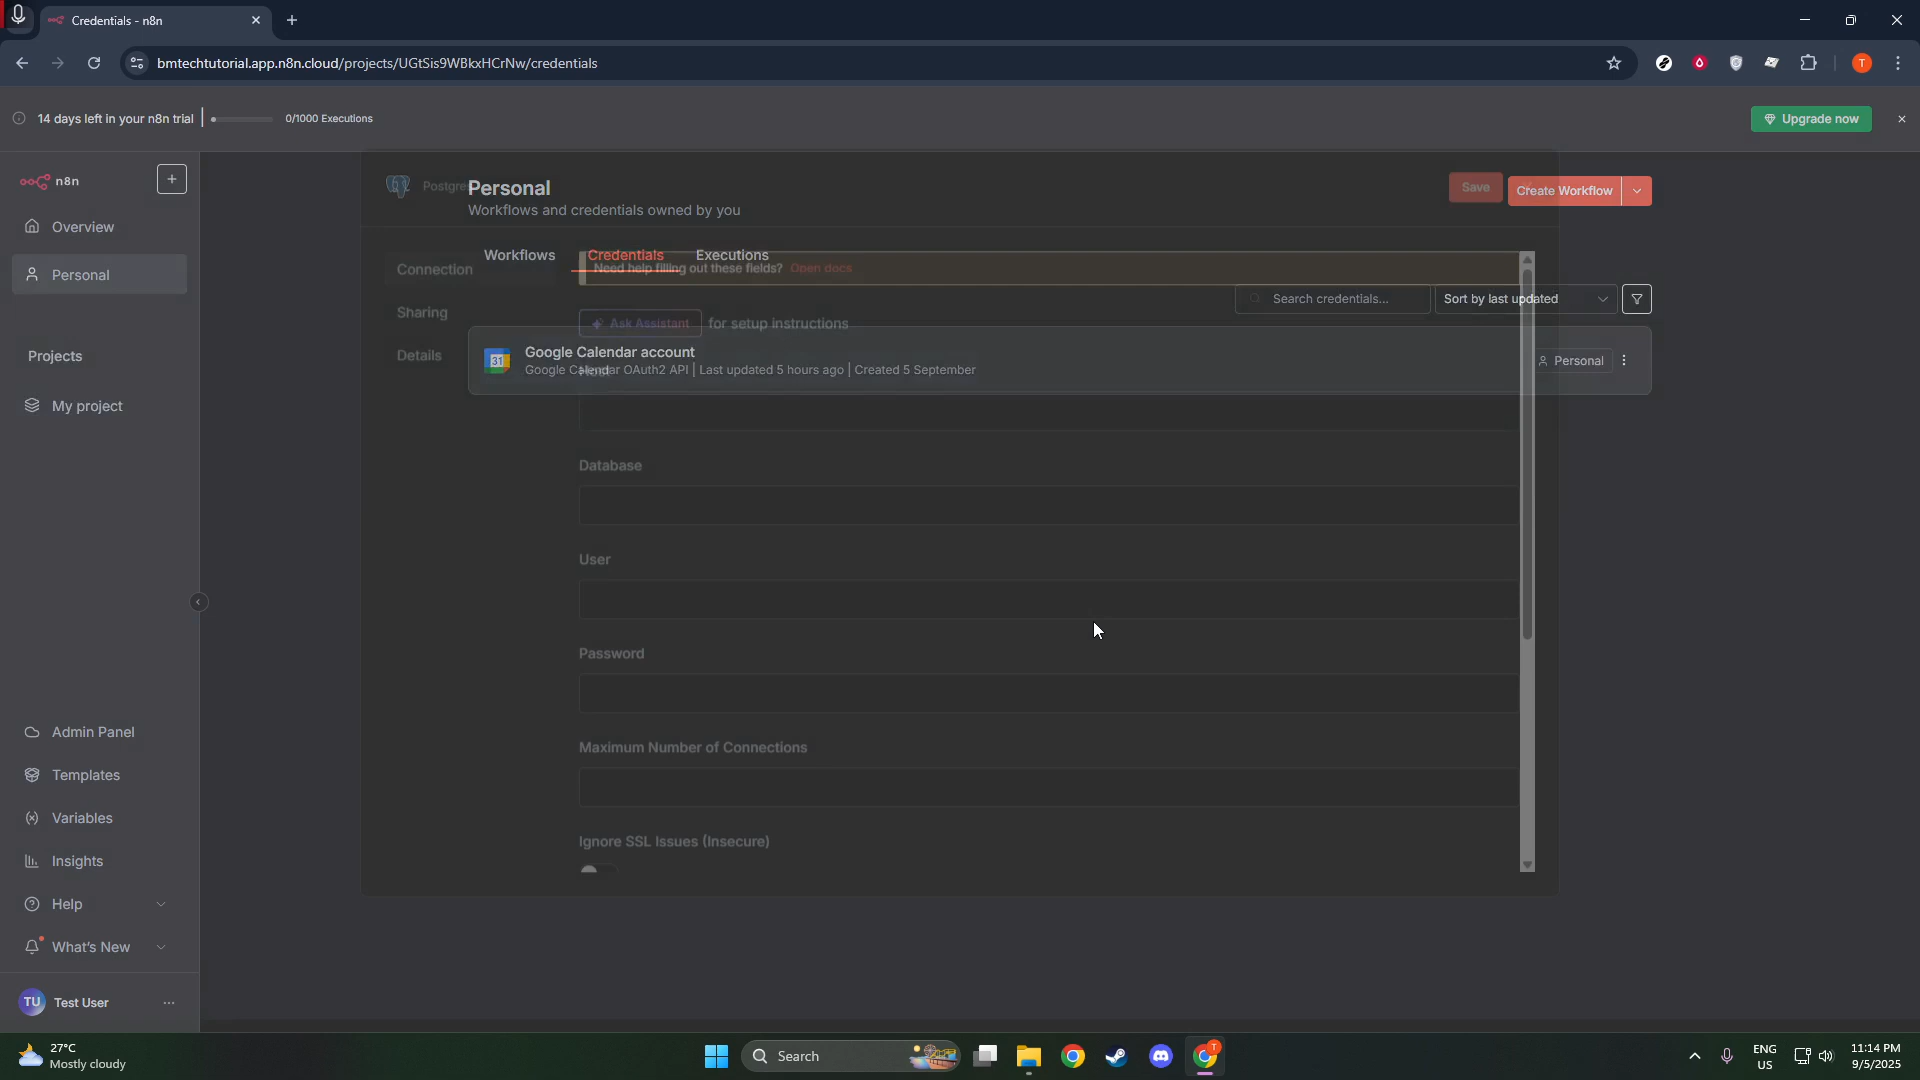 Credentials - n8n
bmtechtutorial.app.n8n.cloud/projects/UGtSis9WBkxHCrNw/credentials
T
14 days left in your n8n trial
0/1000 Executions
Upgrade now
n8n
Overview
Personal
Projects
My project
Admin Panel
Templates
Variables
Insights
Help
What's New
TU
Test User
Personal
Workflows and credentials owned by you
Save
Create Workflow
Workflows
Credentials
Executions
Search credentials...
Sort by last updated
31
Google Calendar account
Google Calendar OAuth2 API | Last updated 5 hours ago | Created 5 September
Personal
Connection
Sharing
Details
Need help filling out these fields? Open docs
Ask Assistant for setup instructions
Host
Database
User
Password
Maximum Number of Connections
Ignore SSL Issues (Insecure)
27°C
Mostly cloudy
Search
T
ENG
US
11:14 PM
9/5/2025